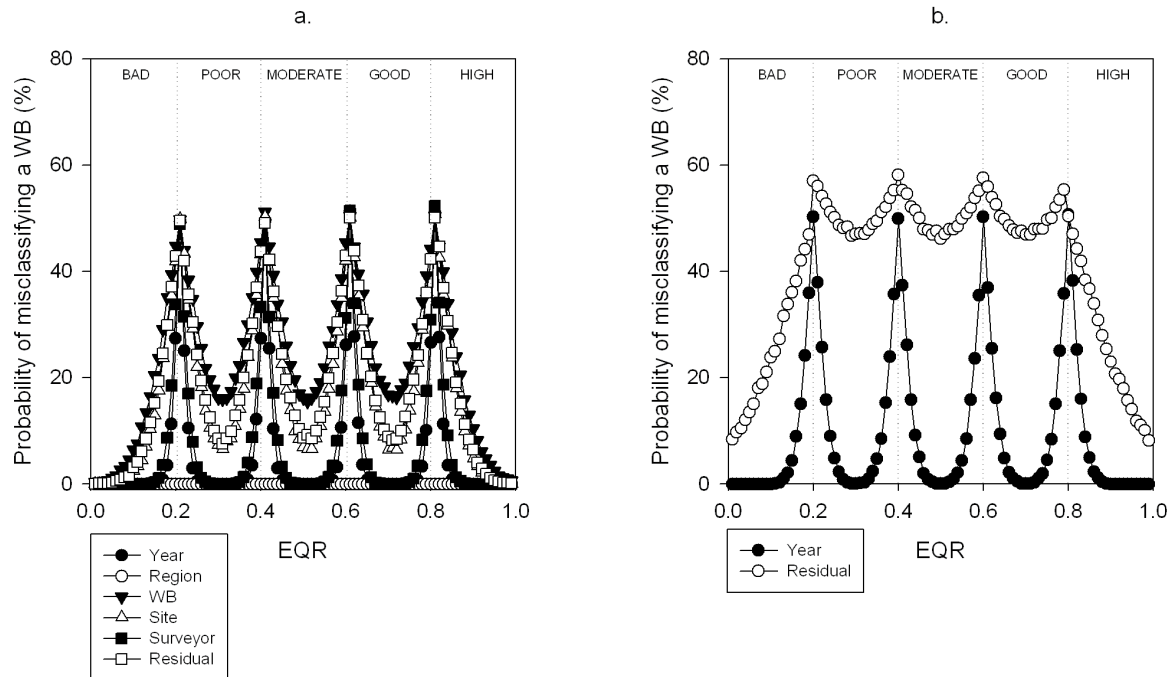 a.
Probability of misclassifying a WB (%)
80
60
40
20
0
BAD POOR MODERATE GOOD HIGH
0.0 0.2 0.4 0.6 0.8 1.0
EQR
Year
Region
WB
Site
Surveyor
Residual
b.
Probability of misclassifying a WB (%)
80
60
40
20
0
BAD POOR MODERATE GOOD HIGH
0.0 0.2 0.4 0.6 0.8 1.0
EQR
Year
Residual